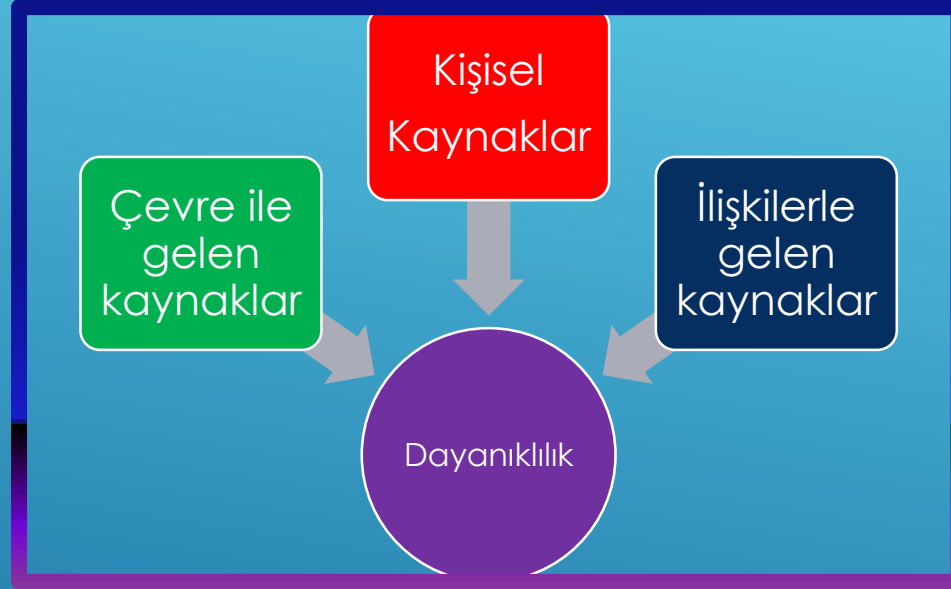 Kişisel
Kaynaklar
Çevre ile
gelen
kaynaklar
İlişkilerle
gelen
kaynaklar
Dayanıklılık